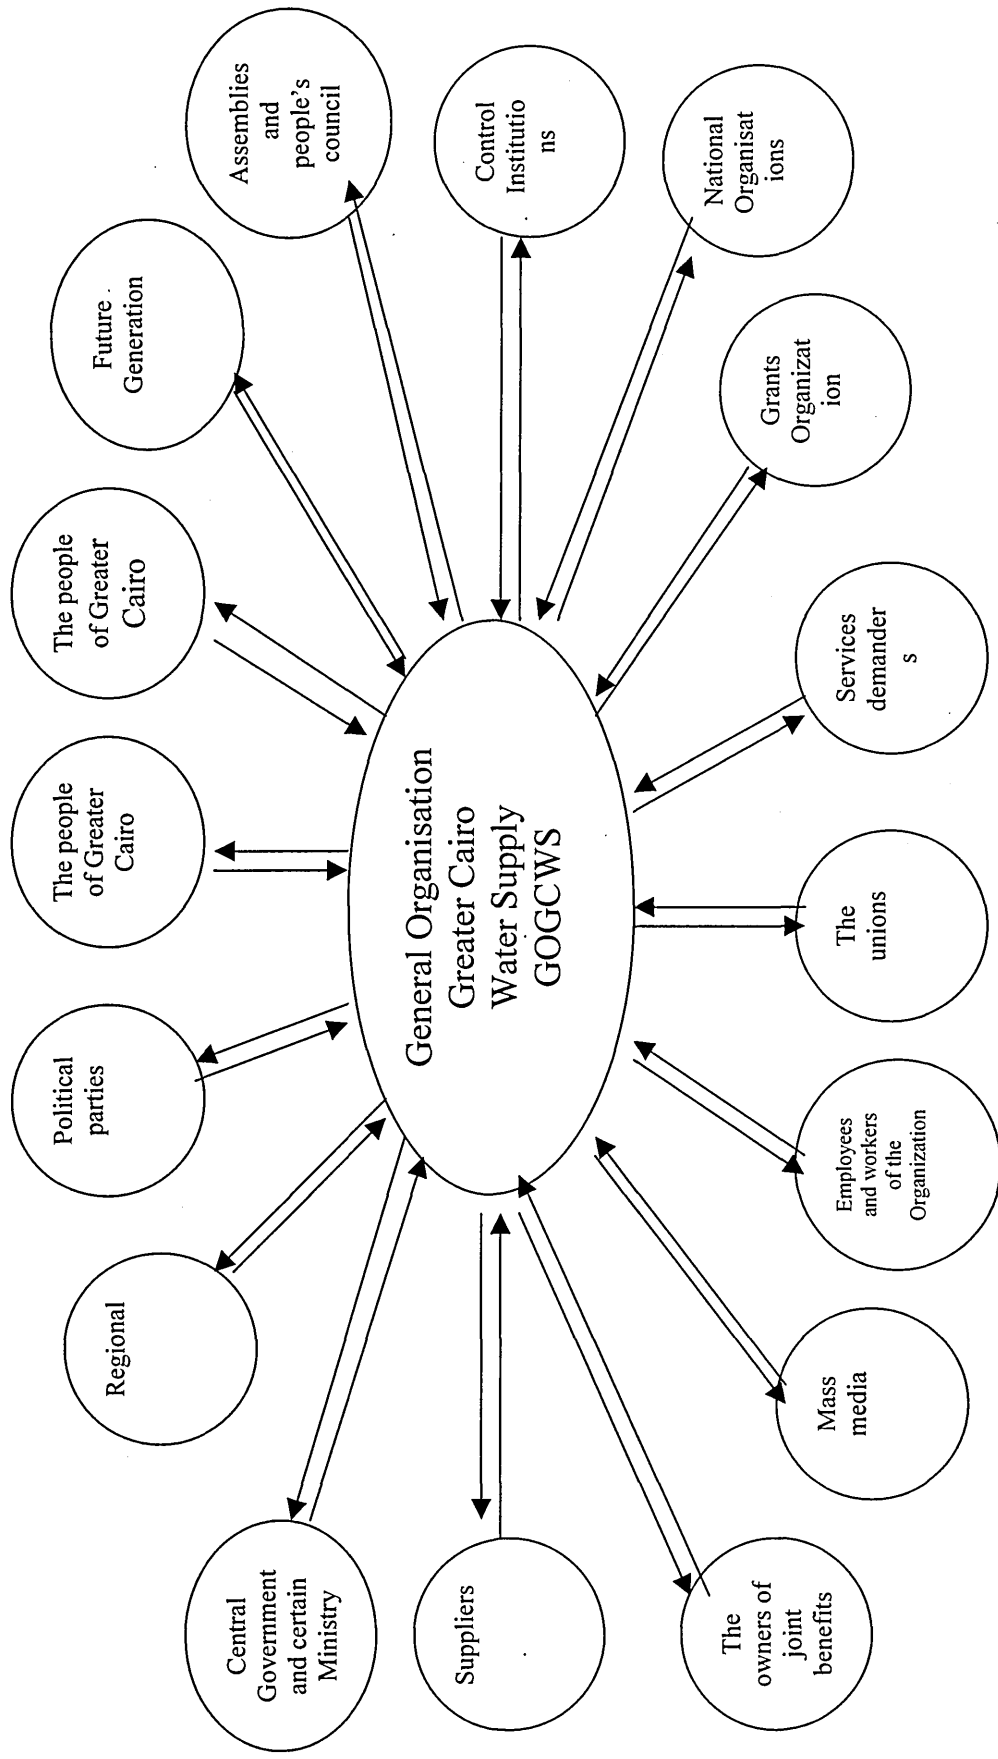 Central
Government
and certain
Ministry
Regional
Political
parties
The people
of Greater
Cairo
The people
of Greater
Cairo
Future
Generation
Assemblies
and
people's
council
Suppliers
General Organisation
Greater Cairo
Water Supply
GOGCWS
Control
Institutio
ns
The
owners of
joint
benefits
Mass
media
Employees
and workers
of the
Organization
The
unions
Services
demander
s
Grants
Organizat
ion
National
Organisat
ions